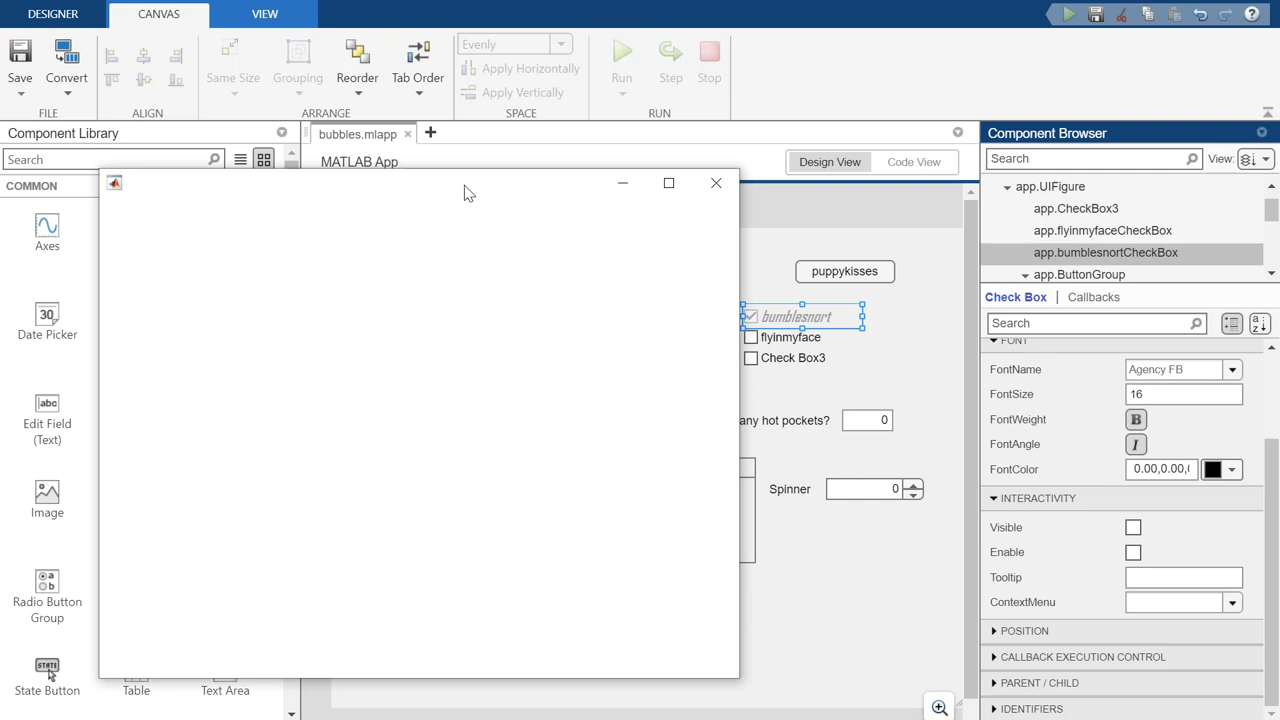 DESIGNER
CANVAS
VIEW
Save
Convert
Same Size
Grouping
Reorder
Tab Order
Evenly
Apply Horizontally
Apply Vertically
Run
Step
Stop
FILE
ALIGN
ARRANGE
SPACE
RUN
Component Library
Search
COMMON
Axes
30
Date Picker
abc
Edit Field
(Text)
Image
a
b
Radio Button
Group
STATE
State Button
Table
Text Area
bubbles.mlapp
MATLAB App
Design View
Code View
puppykisses
bumblesnort
flyinmyface
Check Box3
any hot pockets?
0
Spinner
0
Component Browser
Search
View:
app.UIFigure
app.CheckBox3
app.flyinmyfaceCheckBox
app.bumblesnortCheckBox
app.ButtonGroup
Check Box
Callbacks
Search
a
z
FONT
FontName
Agency FB
FontSize
16
FontWeight
B
FontAngle
I
FontColor
0.00,0.00,
INTERACTIVITY
Visible
Enable
Tooltip
ContextMenu
POSITION
CALLBACK EXECUTION CONTROL
PARENT / CHILD
IDENTIFIERS